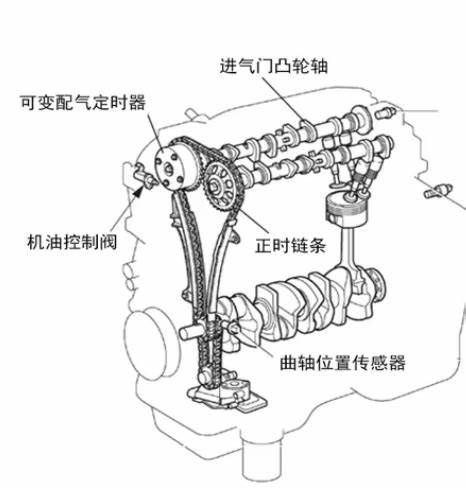 进气门凸轮轴
可变配气定时器
机油控制阀
正时链条
曲轴位置传感器